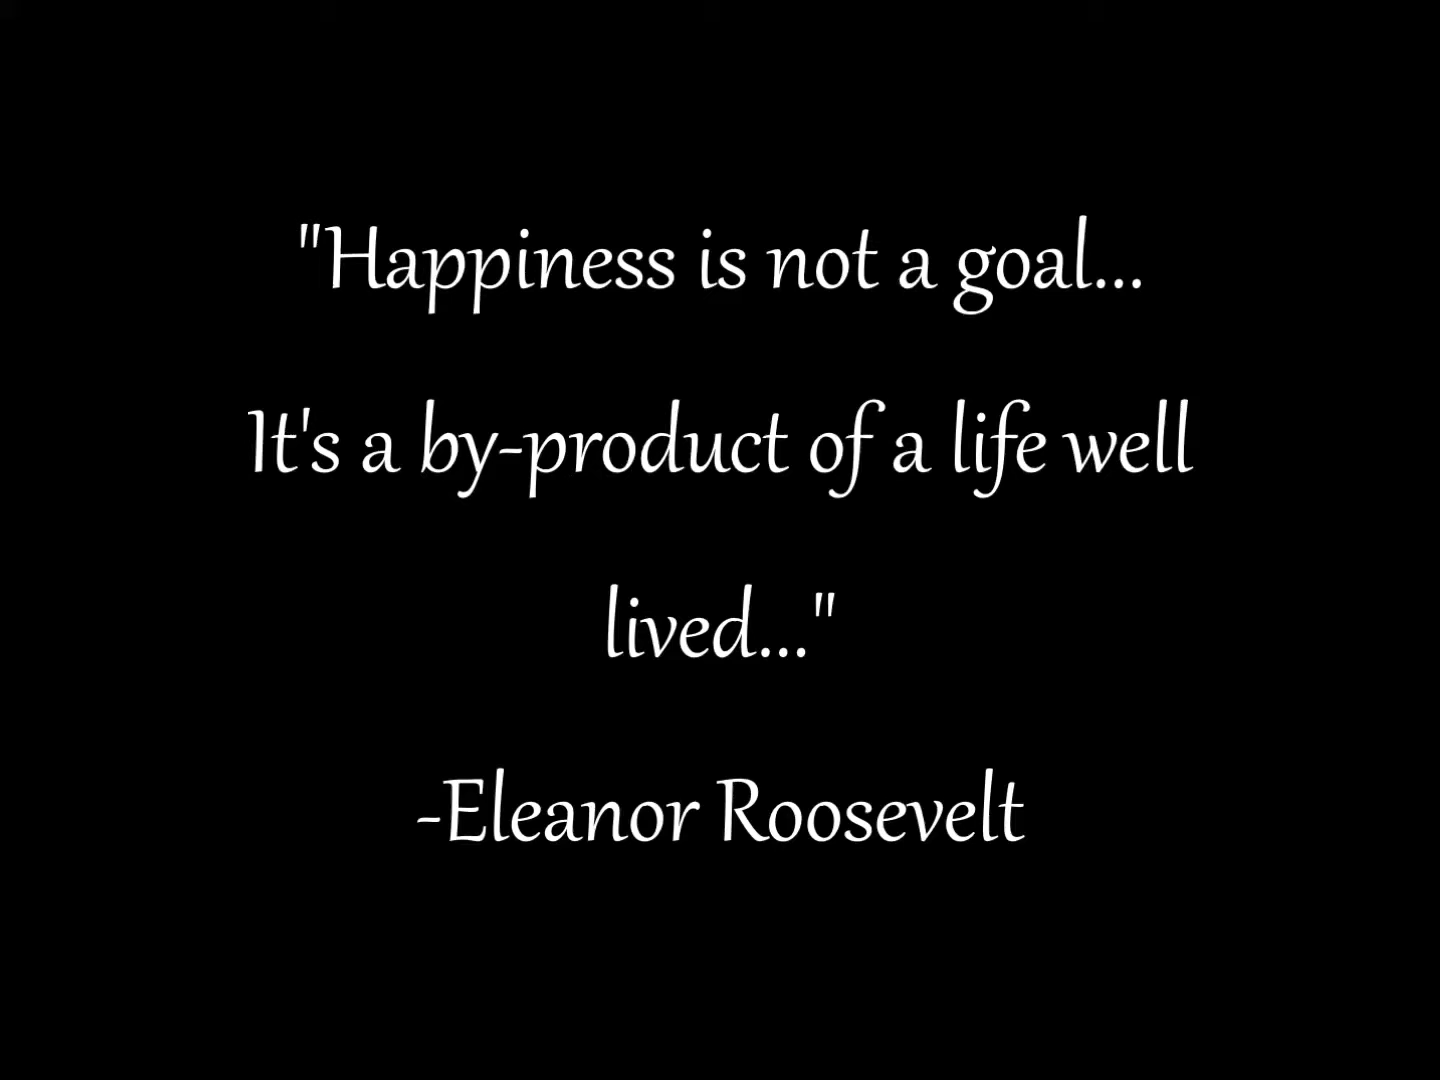 "Happiness is not a goal...
It's a by-product of a life well
lived..."
-Eleanor Roosevelt